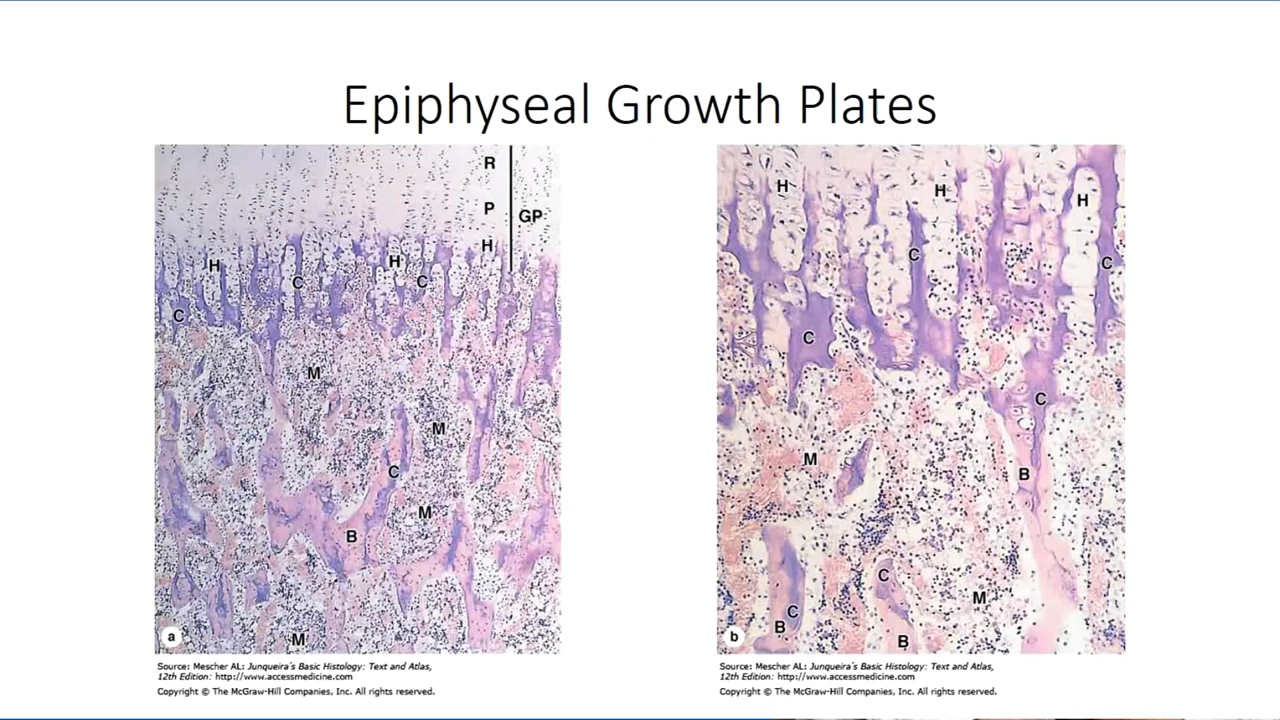 Epiphyseal Growth Plates
R
P
GP
H
H
H
C
C
C
M
M
C
M
B
a
M
H
H
H
C
C
C
C
M
B
C
M
C
B
b
B
Source: Mescher AL: Junqueira's Basic Histology: Text and Atlas,
12th Edition: http://www.accessmedicine.com
Copyright © The McGraw-Hill Companies, Inc. All rights reserved.
Source: Mescher AL: Junqueira's Basic Histology: Text and Atlas,
12th Edition: http://www.accessmedicine.com
Copyright © The McGraw-Hill Companies, Inc. All rights reserved.